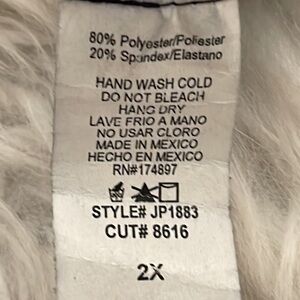 80% Polyester/Poliester
20% Spandex/Elastano
HAND WASH COLD
DO NOT BLEACH
HANG DRY
LAVE FRIO A MANO
NO USAR CLORO
MADE IN MEXICO
HECHO EN MEXICO
RN#174897
STYLE# JP1883
CUT# 8616
2X